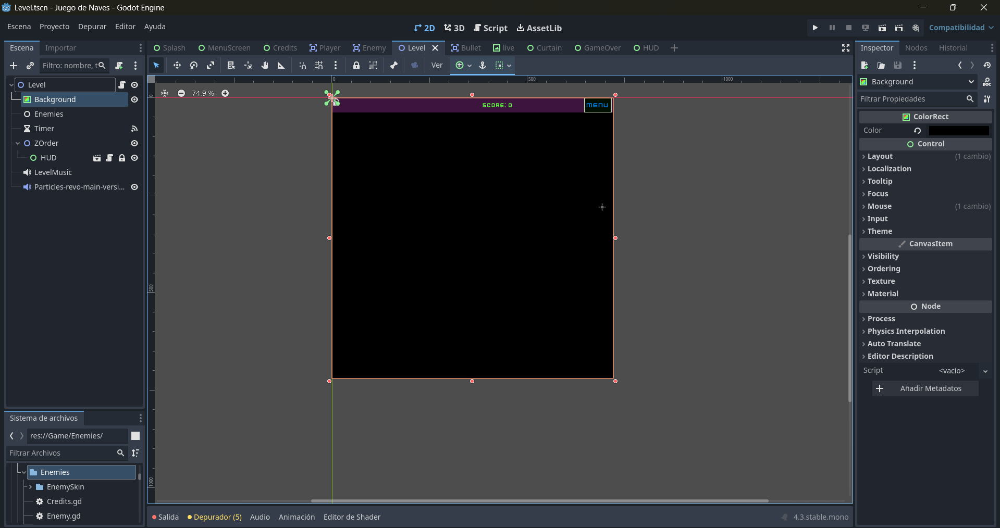 Level.tscn - Juego de Naves - Godot Engine
Escena Proyecto Depurar Editor Ayuda
2D 3D Script AssetLib
Compatibilidad
Escena Importar
Splash MenuScreen Credits Player Enemy Level Bullet live Curtain GameOver HUD
Inspector Nodos Historial
Filtro: nombre, t
Ver
Level
Background
Enemies
Timer
ZOrder
HUD
LevelMusic
Particles-revo-main-versi...
0 500 1000
74.9 %
0
500
1000
SCORE: 0
MENU
Background
DOC
Filtrar Propiedades
ColorRect
Color
Control
Layout (1 cambio)
Localization
Tooltip
Focus
Mouse (1 cambio)
Input
Theme
CanvasItem
Visibility
Ordering
Texture
Material
Node
Process
Physics Interpolation
Auto Translate
Editor Description
Script <vacío>
Añadir Metadatos
Sistema de archivos
res://Game/Enemies/
Filtrar Archivos
Enemies
EnemySkin
Credits.gd
Enemy.gd
Salida Depurador (5) Audio Animación Editor de Shader
4.3.stable.mono